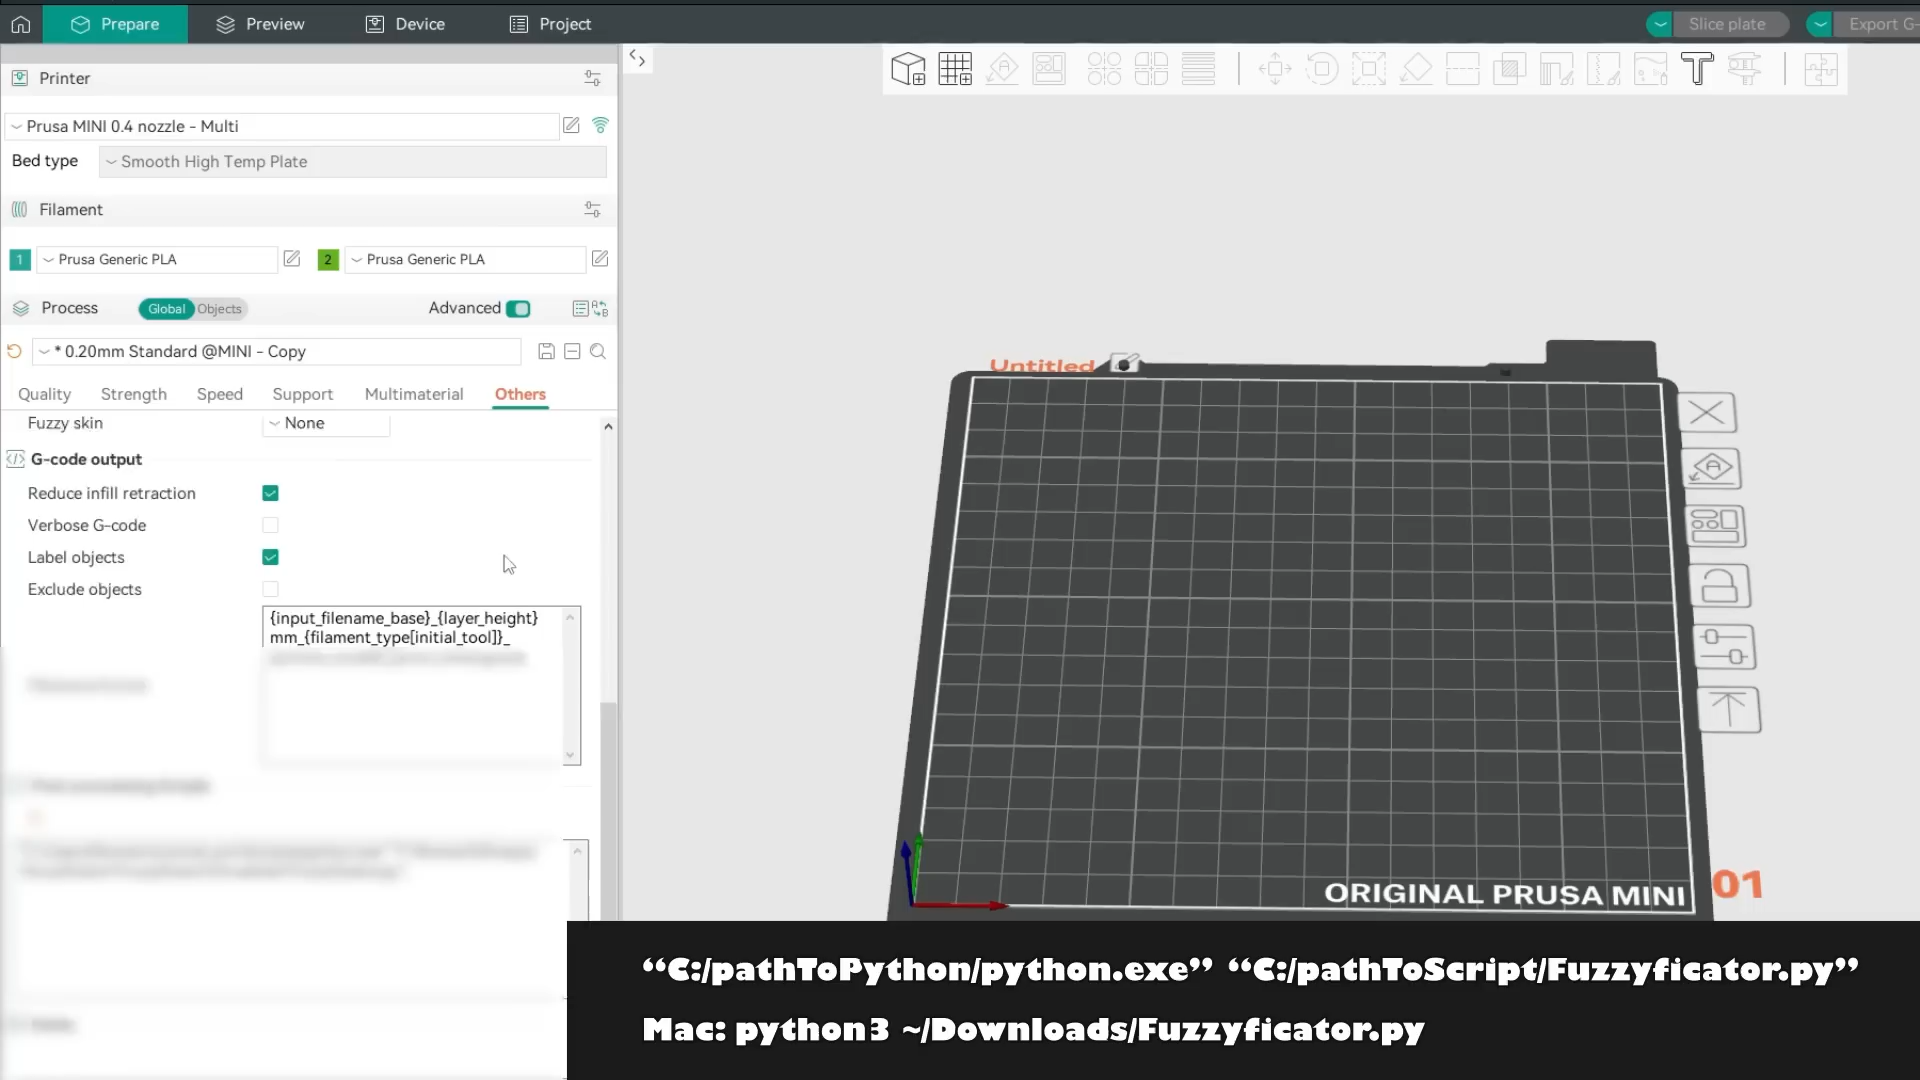 Prepare
Preview
Device
Project
Slice plate
Export G-
Printer
Prusa MINI 0.4 nozzle - Multi
Bed type
Smooth High Temp Plate
Filament
1 Prusa Generic PLA
2 Prusa Generic PLA
Process
Global
Objects
Advanced
* 0.20mm Standard @MINI - Copy
Quality
Strength
Speed
Support
Multimaterial
Others
Fuzzy skin
None
G-code output
Reduce infill retraction
Verbose G-code
Label objects
Exclude objects
{input_filename_base}_{layer_height}
mm_{filament_type[initial_tool]}_
Untitled
ORIGINAL PRUSA MINI
01
“C:/pathToPython/python.exe” “C:/pathToScript/Fuzzyficator.py”
Mac: python3 ~/Downloads/Fuzzyficator.py